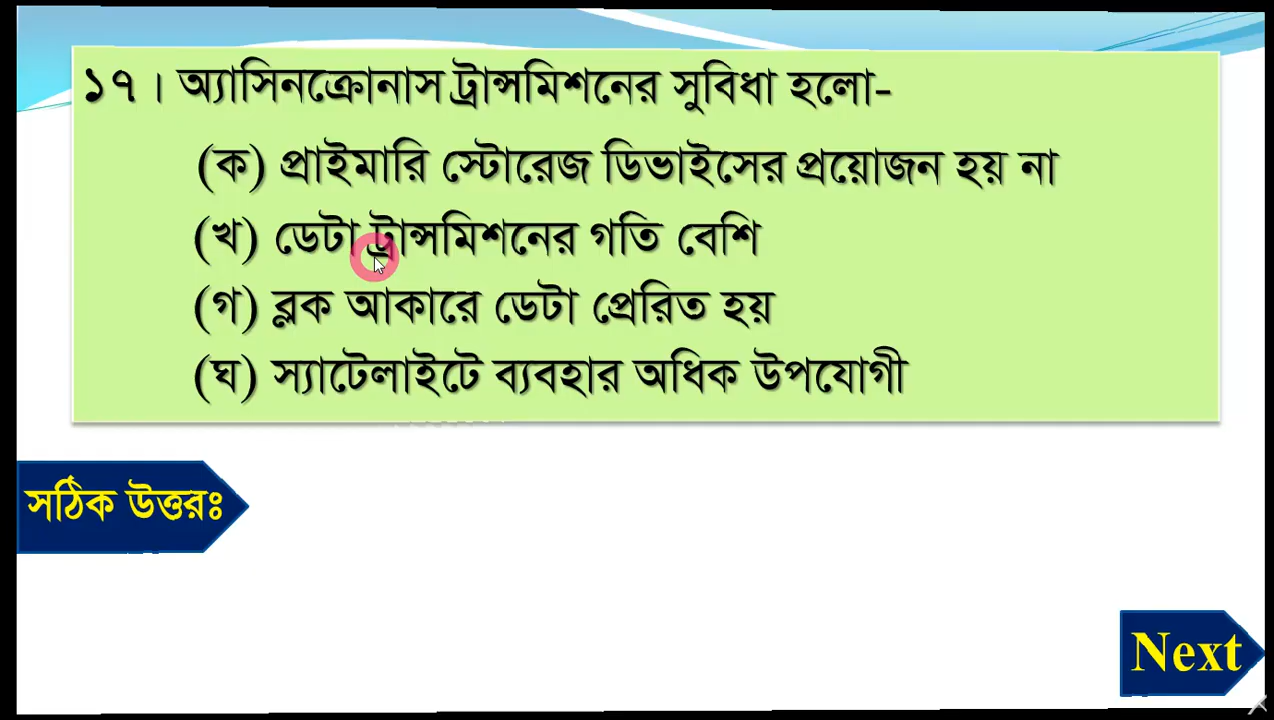 ১৭। অ্যাসিনক্রোনাস ট্রান্সমিশনের সুবিধা হলো-
(ক) প্রাইমারি স্টোরেজ ডিভাইসের প্রয়োজন হয় না
(খ) ডেটা ট্রান্সমিশনের গতি বেশি
(গ) ব্লক আকারে ডেটা প্রেরিত হয়
(ঘ) স্যাটেলাইটে ব্যবহার অধিক উপযোগী
সঠিক উত্তরঃ
Next